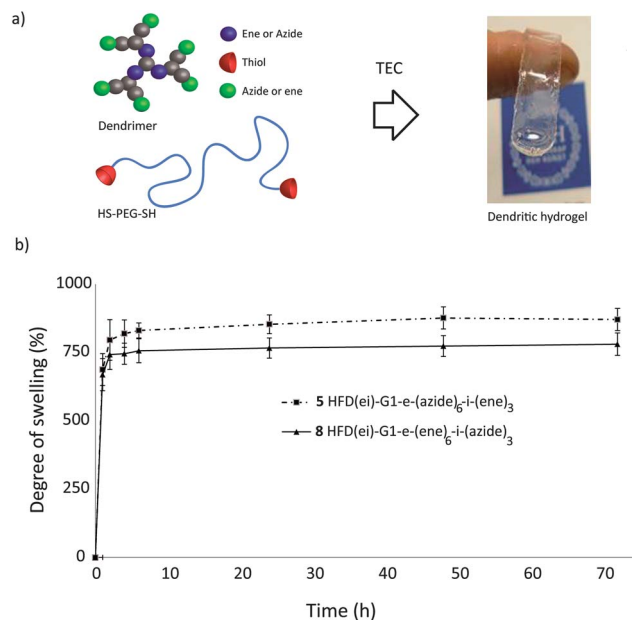 a)
Ene or Azide
Thiol
Azide or ene
Dendrimer
HS-PEG-SH
TEC
Dendritic hydrogel
b)
Degree of swelling (%)
1000
750
500
250
0
5 HFD(ei)-G1-e-(azide)6-i-(ene)3
8 HFD(ei)-G1-e-(ene)6-i-(azide)3
0 10 20 30 40 50 60 70
Time (h)